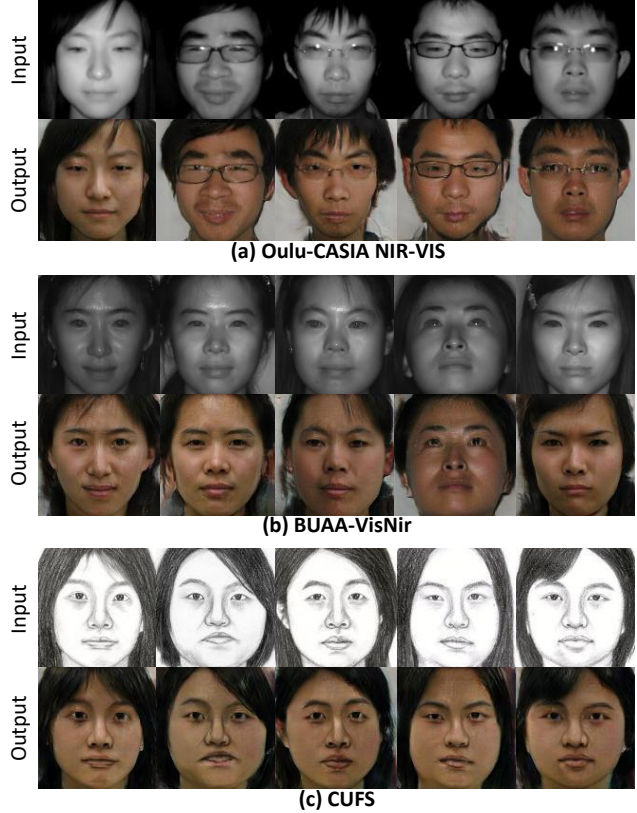 Input
Output
(a) Oulu-CASIA NIR-VIS
Input
Output
(b) BUAA-VisNir
Input
Output
(c) CUFS